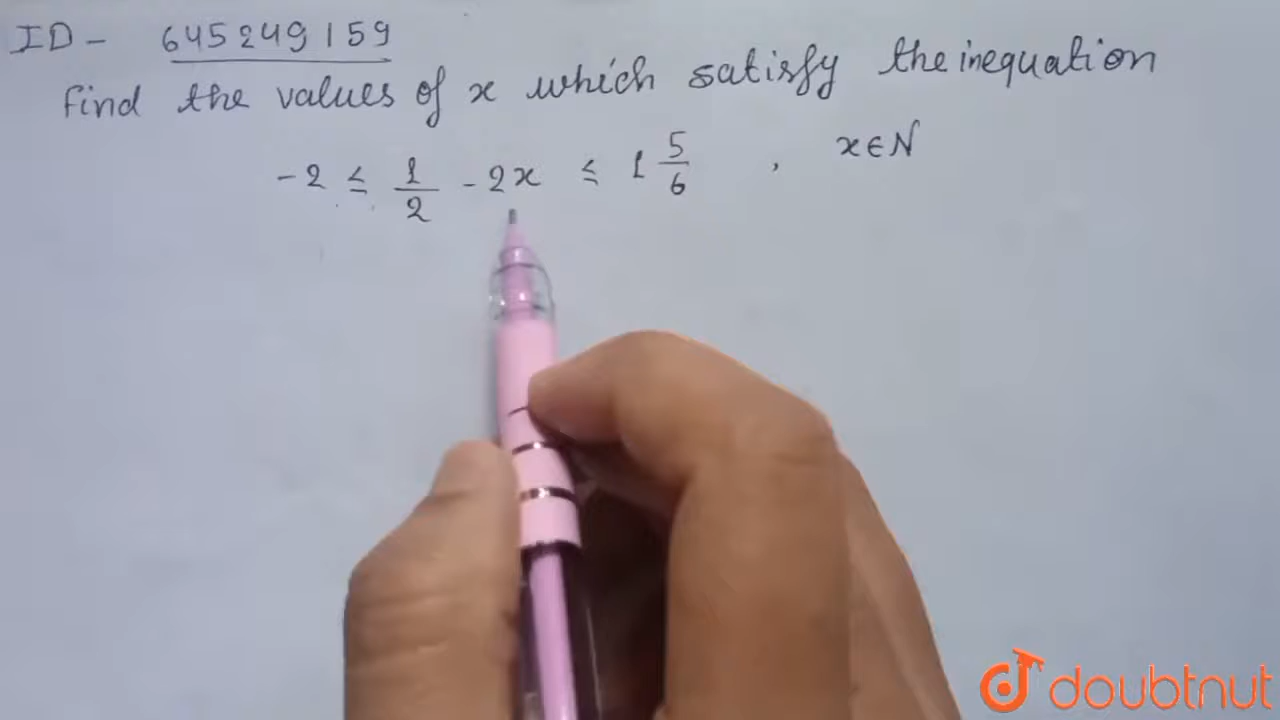 ID - 645249159
Find the values of x which satisfy the inequation
-2 ≤ 1/2 - 2x ≤ 1 5/6 , x ∈ N
doubtnut